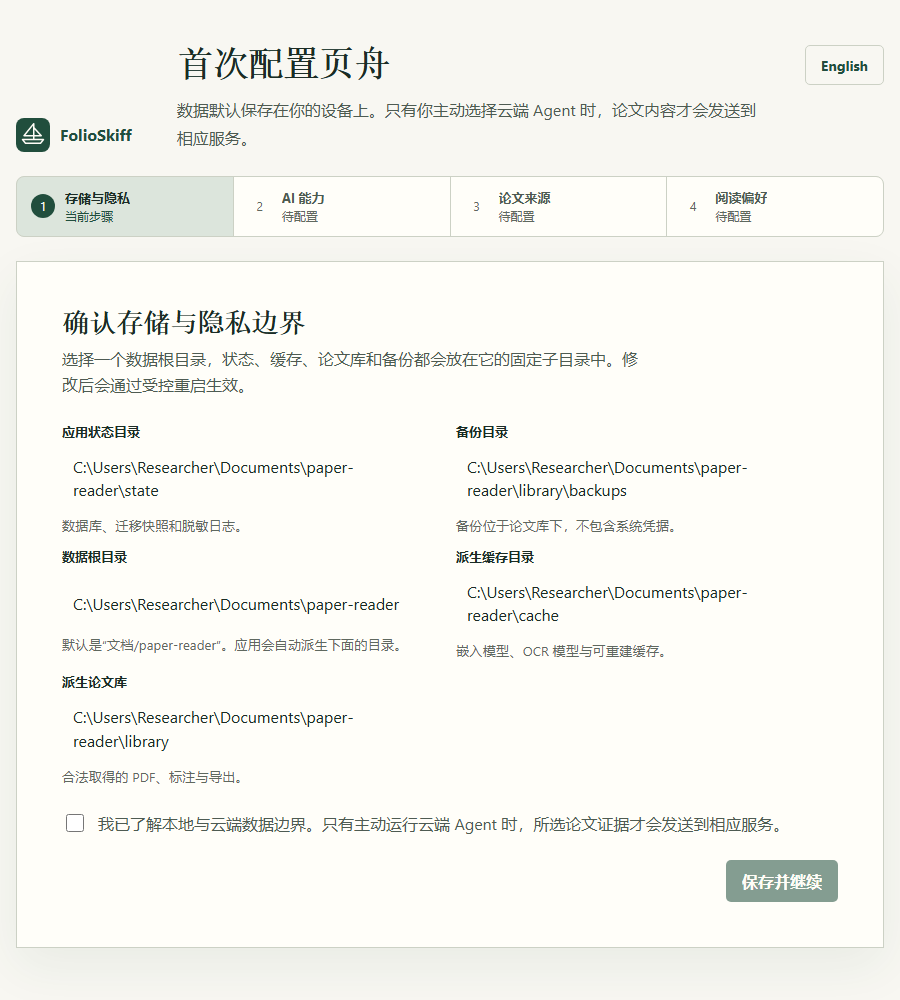 首次配置页舟
English
数据默认保存在你的设备上。只有你主动选择云端 Agent 时，论文内容才会发送到
相应服务。
FolioSkiff
1
存储与隐私
当前步骤
2
AI 能力
待配置
3
论文来源
待配置
4
阅读偏好
待配置
确认存储与隐私边界
选择一个数据根目录，状态、缓存、论文库和备份都会放在它的固定子目录中。修
改后会通过受控重启生效。
应用状态目录
C:\Users\Researcher\Documents\paper-
reader\state
数据库、迁移快照和脱敏日志。
备份目录
C:\Users\Researcher\Documents\paper-
reader\library\backups
备份位于论文库下，不包含系统凭据。
数据根目录
C:\Users\Researcher\Documents\paper-reader
默认是“文档/paper-reader”。应用会自动派生下面的目录。
派生缓存目录
C:\Users\Researcher\Documents\paper-
reader\cache
嵌入模型、OCR 模型与可重建缓存。
派生论文库
C:\Users\Researcher\Documents\paper-
reader\library
合法取得的 PDF、标注与导出。
我已了解本地与云端数据边界。只有主动运行云端 Agent 时，所选论文证据才会发送到相应服务。
保存并继续